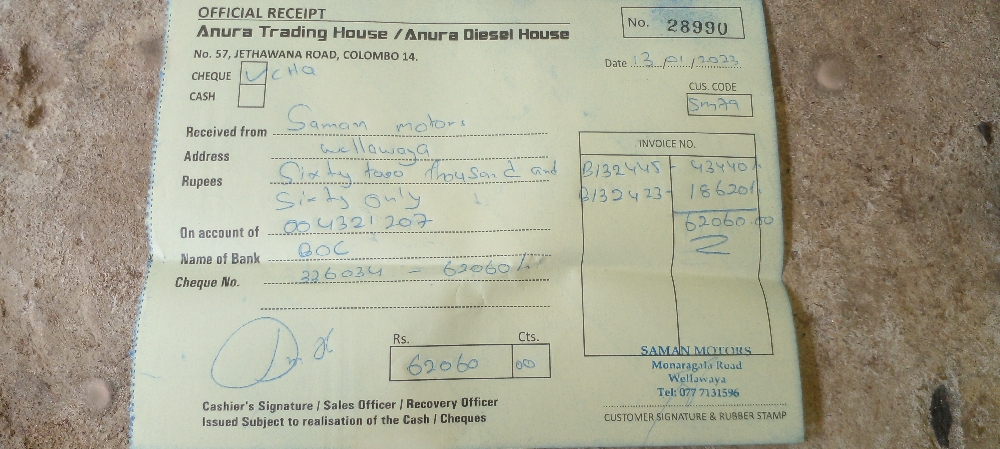 OFFICIAL RECEIPT
No. 28990
Anura Trading House / Anura Diesel House
No. 57, JETHAWANA ROAD, COLOMBO 14.
Date 13/01/2023
CHEQUE
CASH
CUS. CODE
Sm79
Received from Saman motors
Address wellawaya
Rupees Sixty two thousand and
Sixty Only
On account of 004321207
Name of Bank BOC
Cheque No. 326034 - 62060/-
INVOICE NO.
B132445 - 43440/-
B132423 - 18620/-
62060.00
Rs. Cts.
62060 00
SAMAN MOTORS
Monaragala Road
Wellawaya
Tel: 077 7131596
Cashier's Signature / Sales Officer / Recovery Officer
Issued Subject to realisation of the Cash / Cheques
CUSTOMER SIGNATURE & RUBBER STAMP